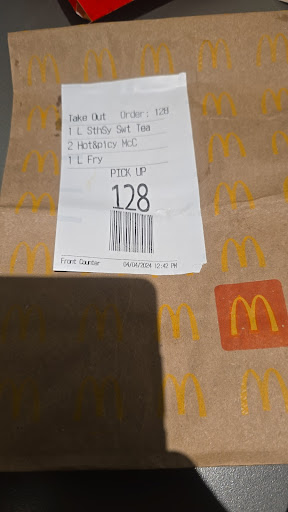 Take Out Order: 128
1 L SthSy Swt Tea
2 Hot&picy McC
1 L Fry
PICK UP
128
Front Counter 04/04/2024 12:42 PM